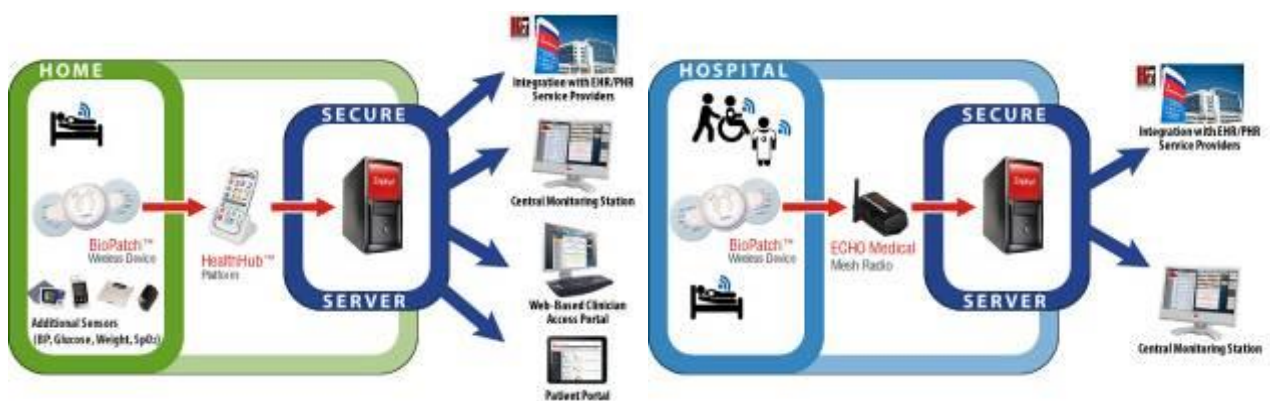 HOME
BioPatch™
Wireless Device
Additional Sensors
(BP, Glucose, Weight, SpO₂)
HealthHub™
Platform
SECURE
SERVER
Integration with EHR/PHR
Service Providers
Central Monitoring Station
Web-Based Clinician
Access Portal
Patient Portal
HOSPITAL
BioPatch™
Wireless Device
ECHO Medical
Mesh Radio
SECURE
SERVER
Integration with EHR/PHR
Service Providers
Central Monitoring Station